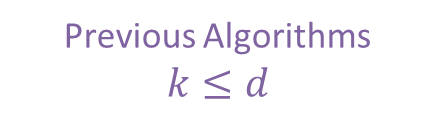 Previous Algorithms
𝑘 ≤ 𝑑